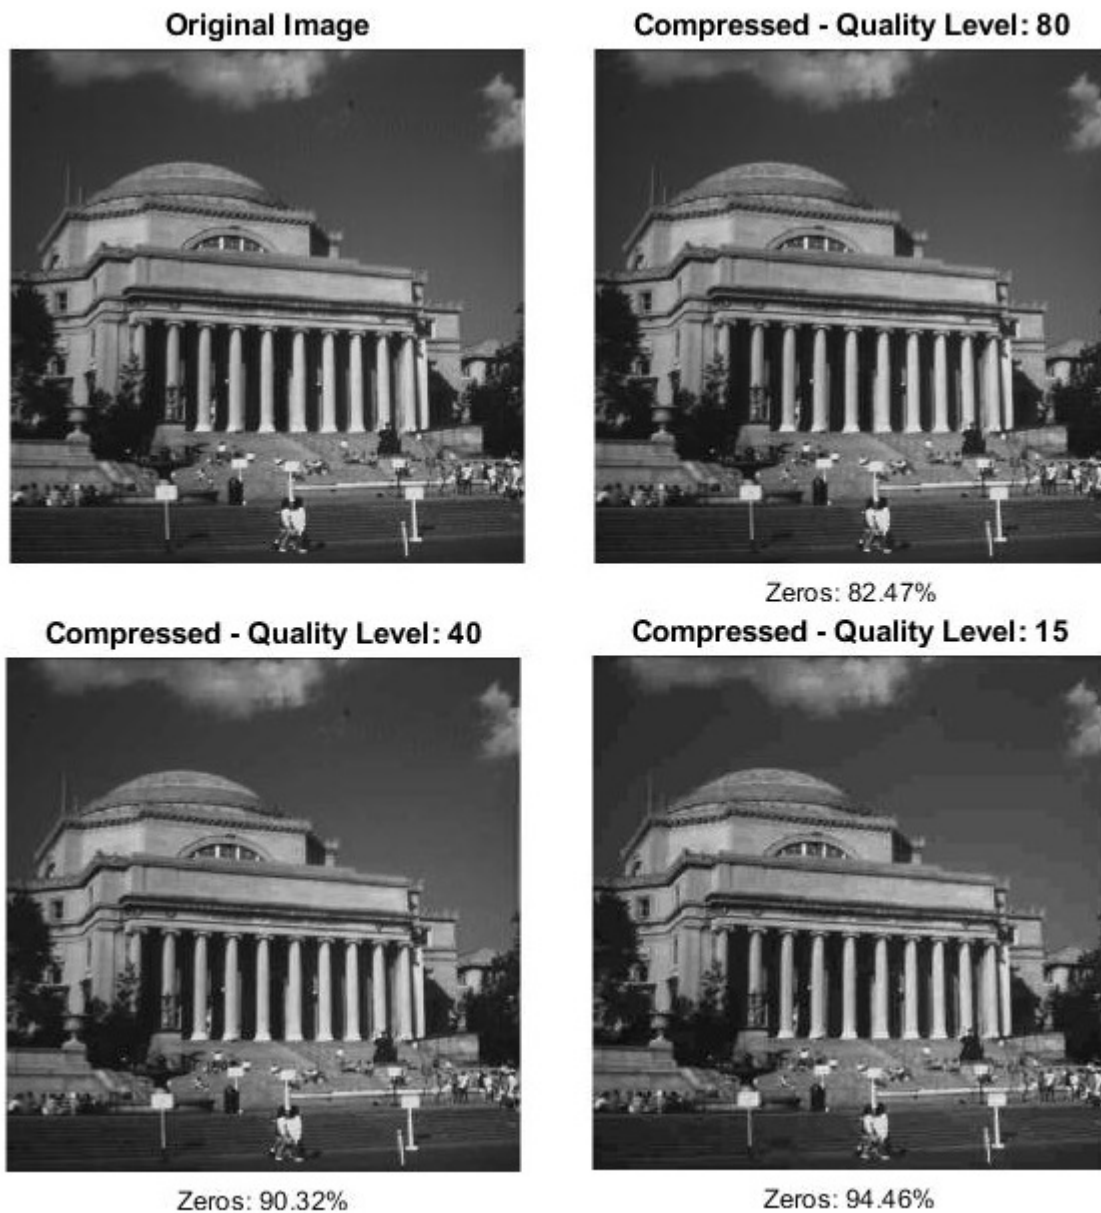 Original Image
Compressed - Quality Level: 80
Zeros: 82.47%
Compressed - Quality Level: 40
Compressed - Quality Level: 15
Zeros: 90.32%
Zeros: 94.46%